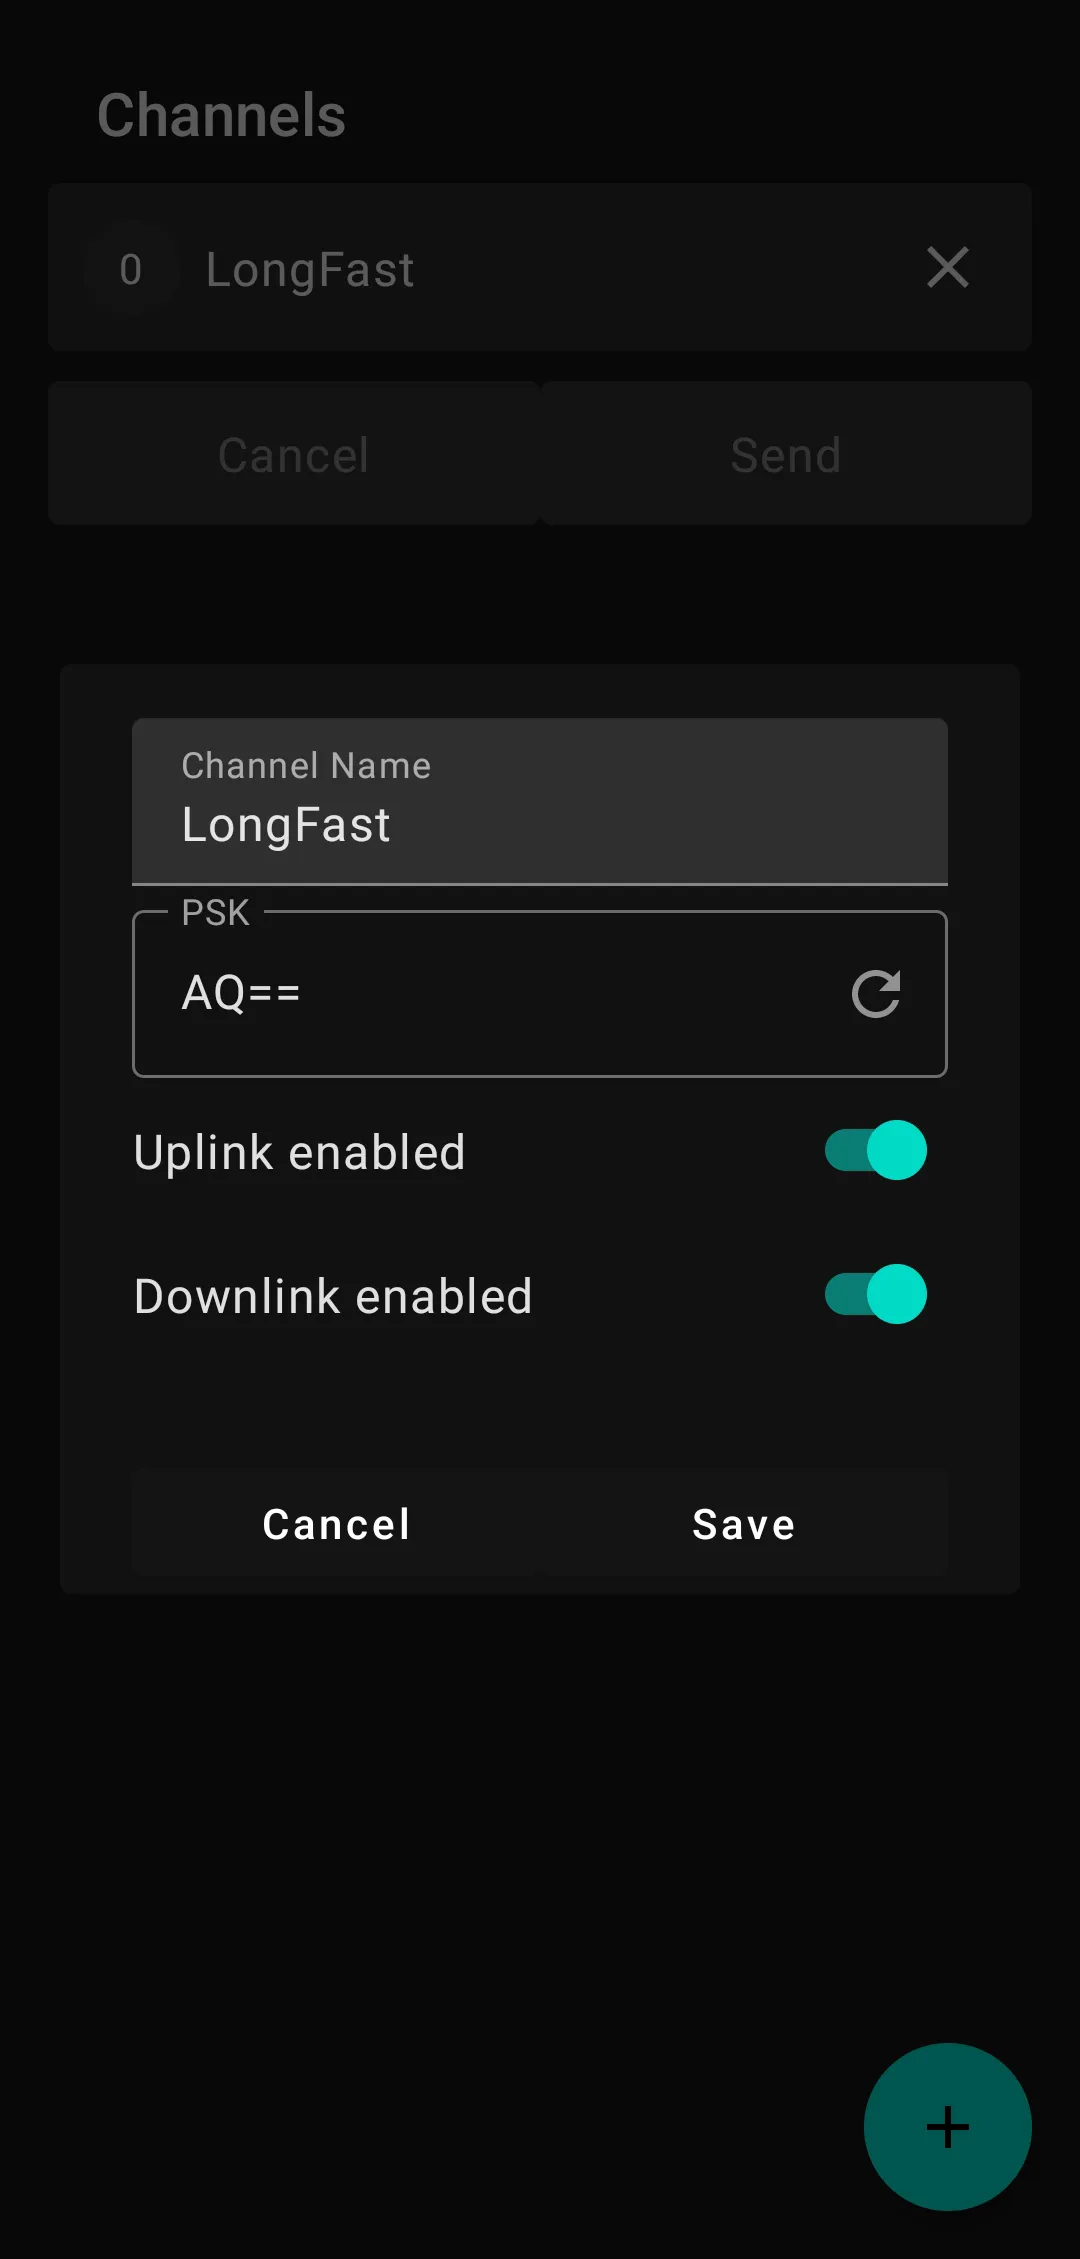 Channels
0 LongFast
Cancel Send
Channel Name
LongFast
PSK
AQ==
Uplink enabled
Downlink enabled
Cancel Save